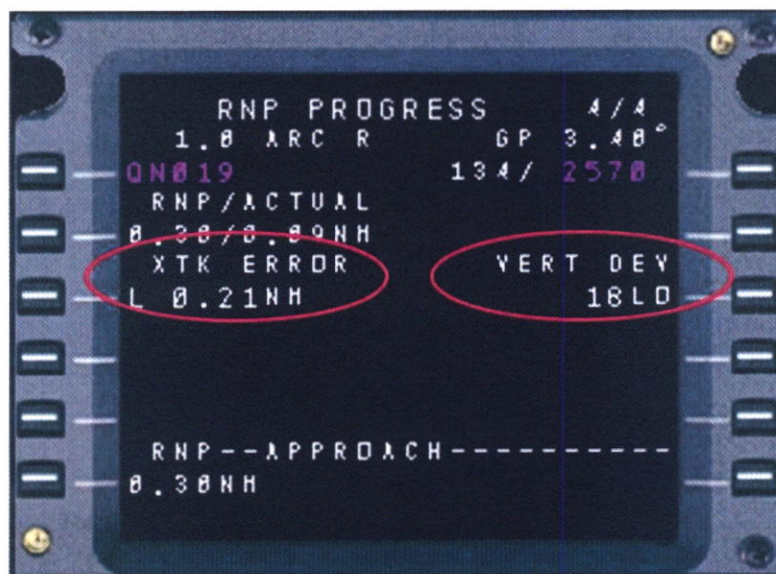 RNP PROGRESS 4/4
1.0 ARC R GP 3.40°
QN019 134/ 2570
RNP/ACTUAL
0.30/0.09NM
XTK ERROR VERT DEV
L 0.21NM 18LO
RNP--APPROACH-----------
0.30NM